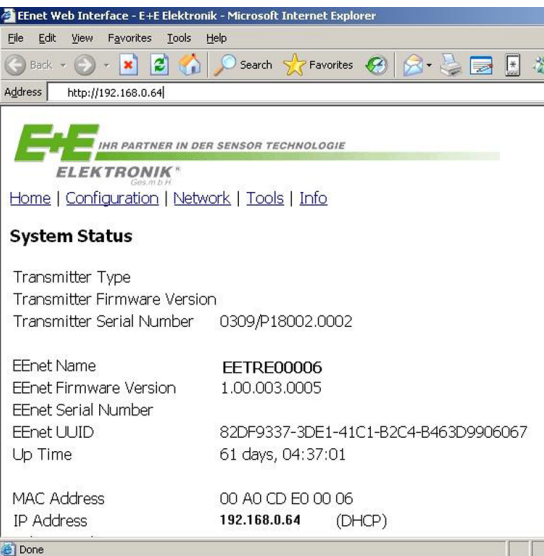 EEnet Web Interface - E+E Elektronik - Microsoft Internet Explorer
File Edit View Favorites Tools Help
Back Search Favorites
Address http://192.168.0.64
E+E IHR PARTNER IN DER SENSOR TECHNOLOGIE
ELEKTRONIK®
Ges.m.b.H
Home | Configuration | Network | Tools | Info
System Status
Transmitter Type
Transmitter Firmware Version
Transmitter Serial Number 0309/P18002.0002
EEnet Name EETRE00006
EEnet Firmware Version 1.00.003.0005
EEnet Serial Number
EEnet UUID 82DF9337-3DE1-41C1-B2C4-B463D9906067
Up Time 61 days, 04:37:01
MAC Address 00 A0 CD E0 00 06
IP Address 192.168.0.64 (DHCP)
Done